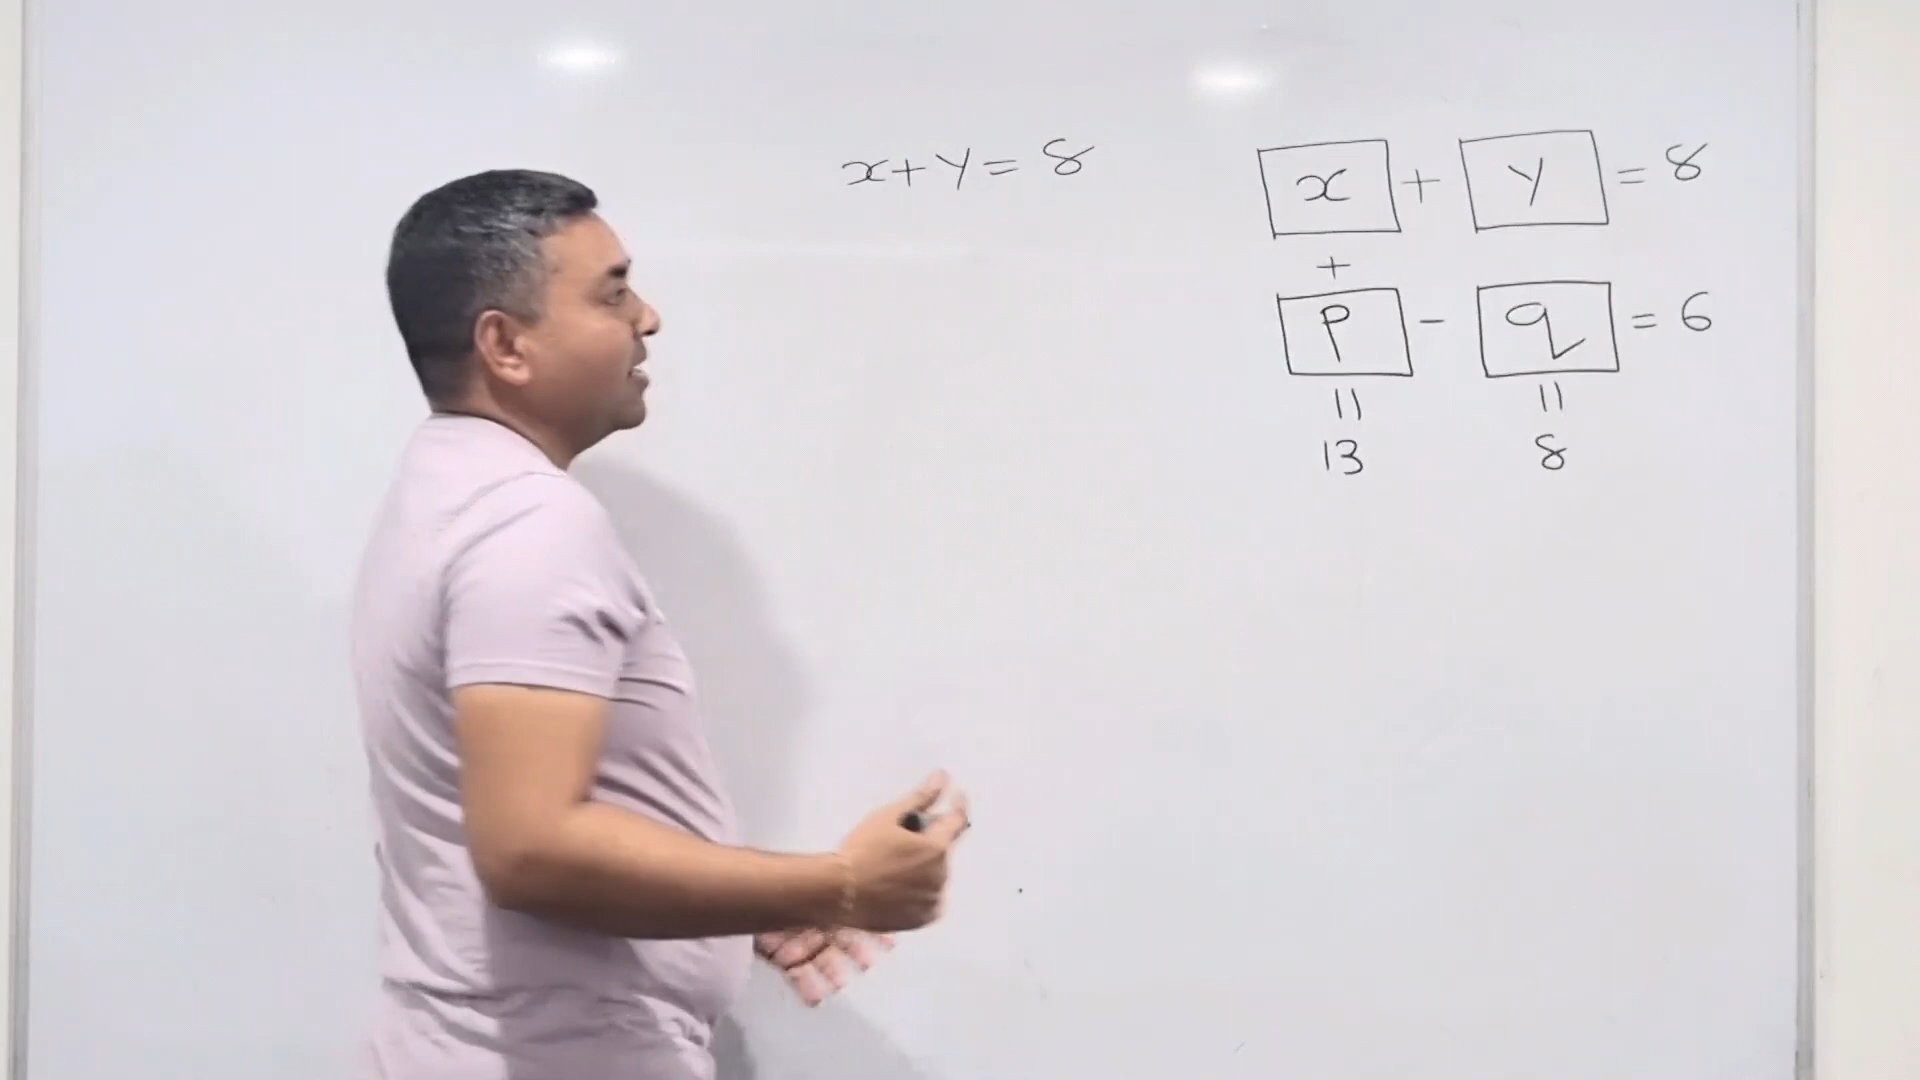 x+y=8
x + y = 8
+
p - q = 6
= =
13 8